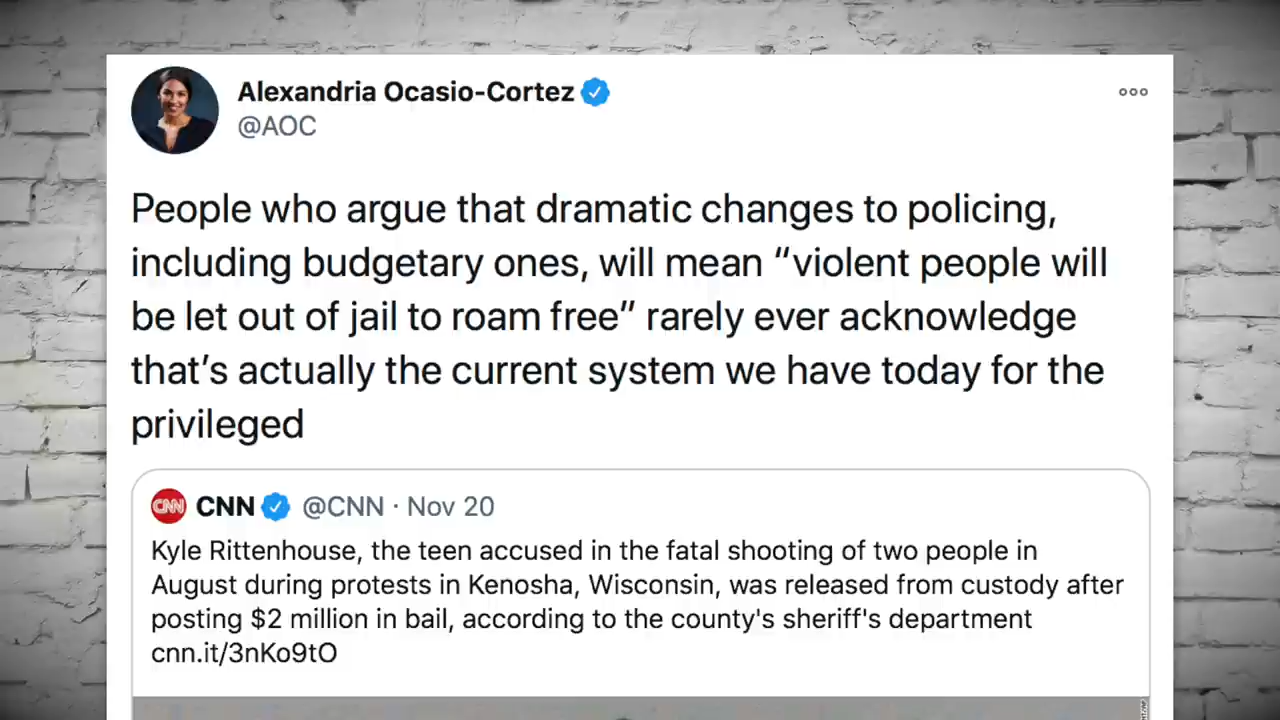 Alexandria Ocasio-Cortez
@AOC
People who argue that dramatic changes to policing,
including budgetary ones, will mean “violent people will
be let out of jail to roam free” rarely ever acknowledge
that’s actually the current system we have today for the
privileged
CNN CNN @CNN · Nov 20
Kyle Rittenhouse, the teen accused in the fatal shooting of two people in
August during protests in Kenosha, Wisconsin, was released from custody after
posting $2 million in bail, according to the county's sheriff's department
cnn.it/3nKo9tO